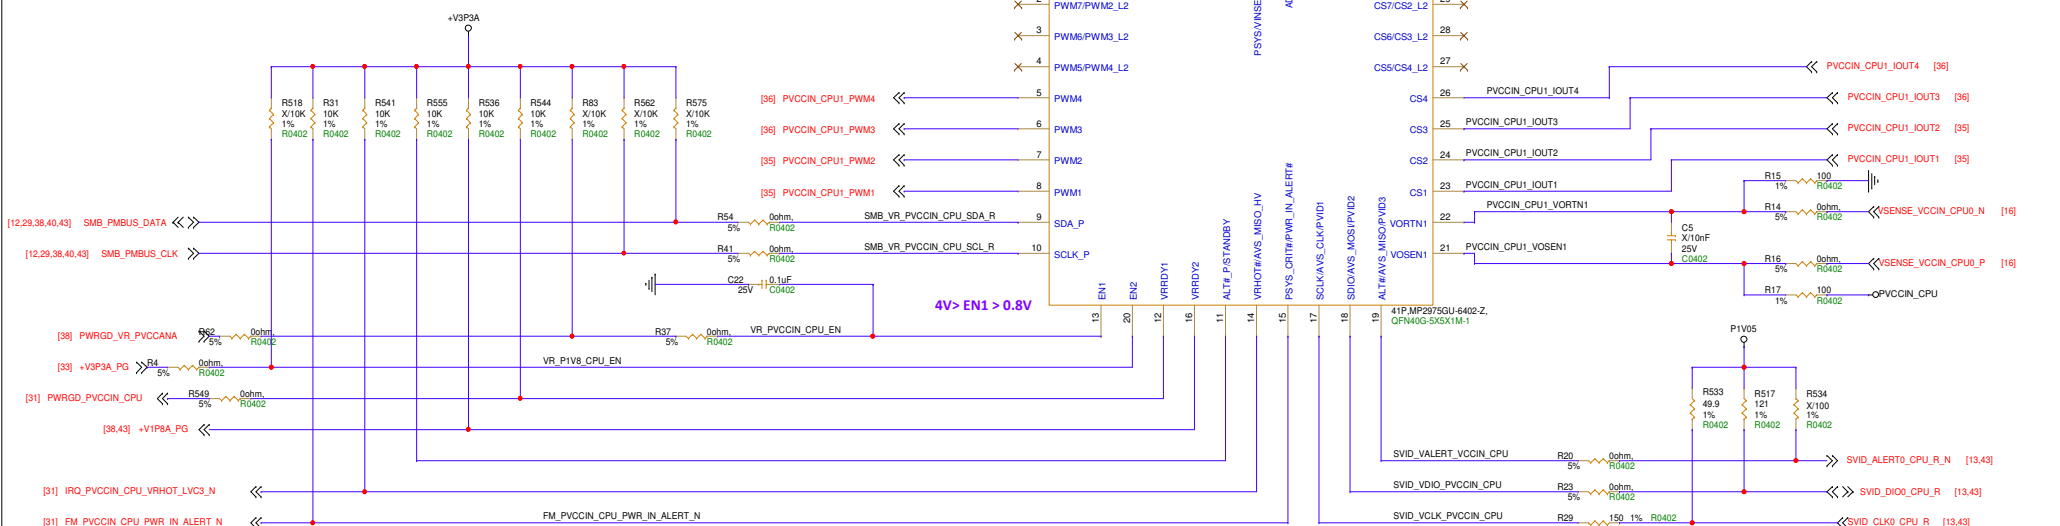 +V3P3A
R518
X/10K
1%
R0402
R31
10K
1%
R0402
R541
10K
1%
R0402
R555
10K
1%
R0402
R536
10K
1%
R0402
R544
10K
1%
R0402
R83
X/10K
1%
R0402
R562
X/10K
1%
R0402
R575
X/10K
1%
R0402
[12,29,38,40,43] SMB_PMBUS_DATA
[12,29,38,40,43] SMB_PMBUS_CLK
[38] PWRGD_VR_PVCCANA
R62 0ohm,
5% R0402
[33] +V3P3A_PG
R4 0ohm,
5% R0402
[31] PWRGD_PVCCIN_CPU
R549 0ohm,
5% R0402
[38,43] +V1P8A_PG
[31] IRQ_PVCCIN_CPU_VRHOT_LVC3_N
[31] FM_PVCCIN_CPU_PWR_IN_ALERT_N
[36] PVCCIN_CPU1_PWM4
[36] PVCCIN_CPU1_PWM3
[35] PVCCIN_CPU1_PWM2
[35] PVCCIN_CPU1_PWM1
R54 0ohm,
5% R0402
SMB_VR_PVCCIN_CPU_SDA_R
R41 0ohm,
5% R0402
SMB_VR_PVCCIN_CPU_SCL_R
C22 0.1uF
25V C0402
R37 0ohm,
5% R0402
VR_PVCCIN_CPU_EN
VR_P1V8_CPU_EN
FM_PVCCIN_CPU_PWR_IN_ALERT_N
4V> EN1 > 0.8V
PWM7/PWM2_L2
3 PWM6/PWM3_L2
4 PWM5/PWM4_L2
5 PWM4
6 PWM3
7 PWM2
8 PWM1
9 SDA_P
10 SCLK_P
EN1 13
EN2 20
VRRDY1 12
VRRDY2 16
ALT#_P/STANDBY 11
VRHOT#/AVS_MISO_HV 14
PSYS_CRIT#/PWR_IN_ALERT# 15
SCLK/AVS_CLK/PVID1 17
SDIO/AVS_MOSI/PVID2 18
ALT#/AVS_MISO/PVID3 19
CS7/CS2_L2
CS6/CS3_L2 28
CS5/CS4_L2 27
CS4 26
CS3 25
CS2 24
CS1 23
VORTN1 22
VOSEN1 21
41P,MP2975GU-6402-Z,
QFN40G-5X5X1M-1
PVCCIN_CPU1_IOUT4
PVCCIN_CPU1_IOUT3
PVCCIN_CPU1_IOUT2
PVCCIN_CPU1_IOUT1
PVCCIN_CPU1_VORTN1
PVCCIN_CPU1_VOSEN1
PVCCIN_CPU1_IOUT4 [36]
PVCCIN_CPU1_IOUT3 [36]
PVCCIN_CPU1_IOUT2 [35]
PVCCIN_CPU1_IOUT1 [35]
R15 100
1% R0402
R14 0ohm,
5% R0402
VSENSE_VCCIN_CPU0_N [16]
C5
X/10nF
25V
C0402
R16 0ohm,
5% R0402
VSENSE_VCCIN_CPU0_P [16]
R17 100
1% R0402
PVCCIN_CPU
P1V05
R533
49.9
1%
R0402
R517
121
1%
R0402
R534
X/100
1%
R0402
SVID_VALERT_VCCIN_CPU
R20 0ohm,
5% R0402
SVID_ALERT0_CPU_R_N [13,43]
SVID_VDIO_PVCCIN_CPU
R23 0ohm,
5% R0402
SVID_DIO0_CPU_R [13,43]
SVID_VCLK_PVCCIN_CPU
R29 150 1% R0402
SVID_CLK0_CPU_R [13,43]